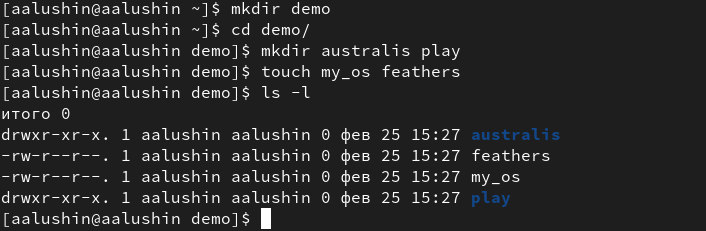 [aalushin@aalushin ~]$ mkdir demo
[aalushin@aalushin ~]$ cd demo/
[aalushin@aalushin demo]$ mkdir australis play
[aalushin@aalushin demo]$ touch my_os feathers
[aalushin@aalushin demo]$ ls -l
итого 0
drwxr-xr-x. 1 aalushin aalushin 0 фев 25 15:27 australis
-rw-r--r--. 1 aalushin aalushin 0 фев 25 15:27 feathers
-rw-r--r--. 1 aalushin aalushin 0 фев 25 15:27 my_os
drwxr-xr-x. 1 aalushin aalushin 0 фев 25 15:27 play
[aalushin@aalushin demo]$